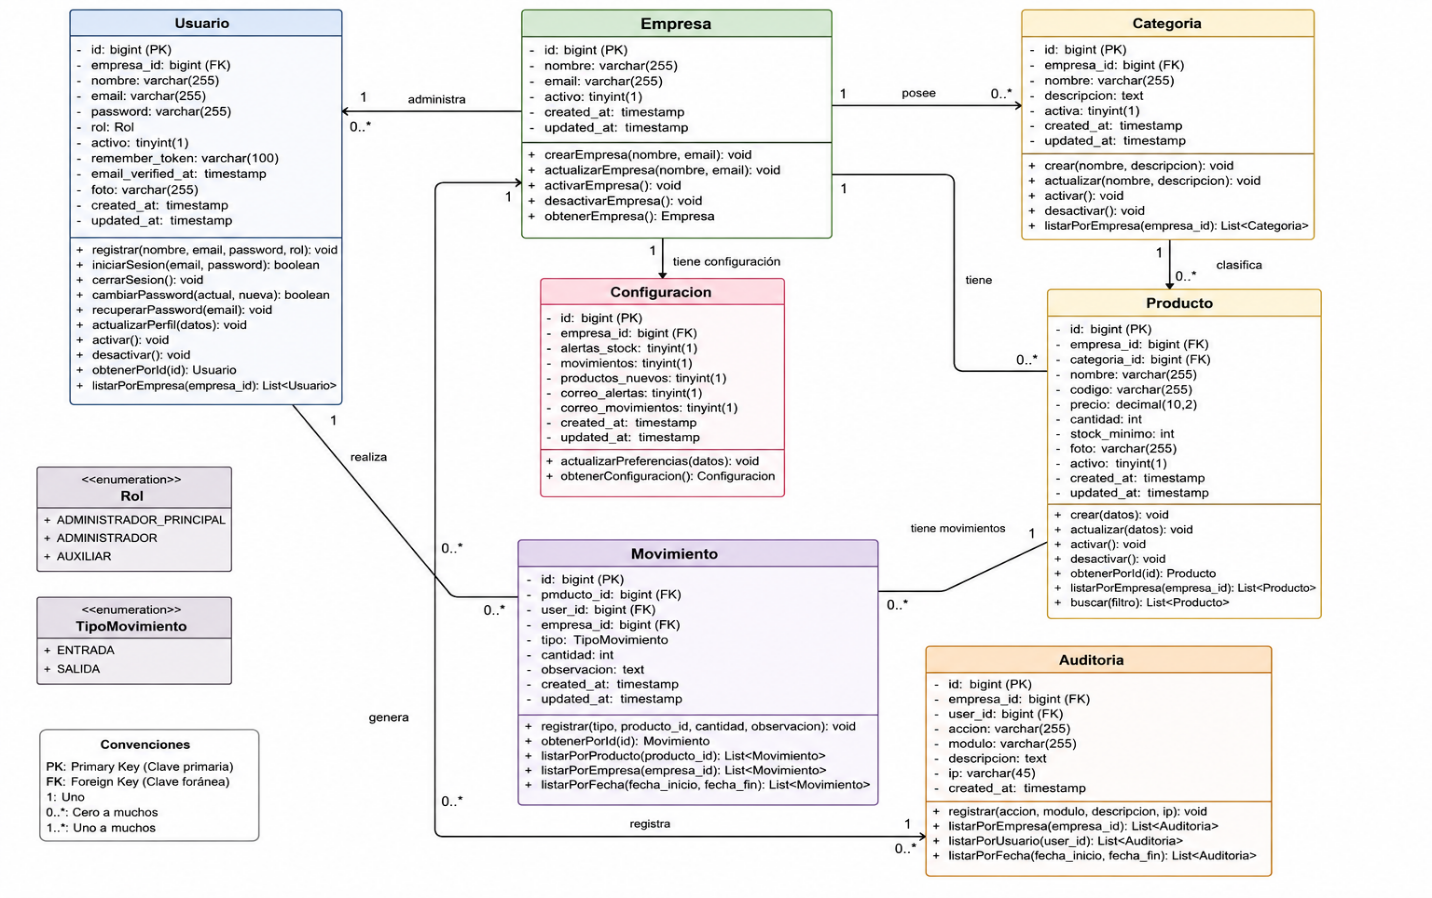 Usuario
- id: bigint (PK)
- empresa_id: bigint (FK)
- nombre: varchar(255)
- email: varchar(255)
- password: varchar(255)
- rol: Rol
- activo: tinyint(1)
- remember_token: varchar(100)
- email_verified_at: timestamp
- foto: varchar(255)
- created_at: timestamp
- updated_at: timestamp
+ registrar(nombre, email, password, rol): void
+ iniciarSesion(email, password): boolean
+ cerrarSesion(): void
+ cambiarPassword(actual, nueva): boolean
+ recuperarPassword(email): void
+ actualizarPerfil(datos): void
+ activar(): void
+ desactivar(): void
+ obtenerPorId(id): Usuario
+ listarPorEmpresa(empresa_id): List<Usuario>
1
administra
0..*
Empresa
- id: bigint (PK)
- nombre: varchar(255)
- email: varchar(255)
- activo: tinyint(1)
- created_at: timestamp
- updated_at: timestamp
+ crearEmpresa(nombre, email): void
+ actualizarEmpresa(nombre, email): void
+ activarEmpresa(): void
+ desactivarEmpresa(): void
+ obtenerEmpresa(): Empresa
1
posee
0..*
Categoria
- id: bigint (PK)
- empresa_id: bigint (FK)
- nombre: varchar(255)
- descripcion: text
- activa: tinyint(1)
- created_at: timestamp
- updated_at: timestamp
+ crear(nombre, descripcion): void
+ actualizar(nombre, descripcion): void
+ activar(): void
+ desactivar(): void
+ listarPorEmpresa(empresa_id): List<Categoria>
1
1
1
tiene configuración
tiene
0..*
1
clasifica
0..*
Configuracion
- id: bigint (PK)
- empresa_id: bigint (FK)
- alertas_stock: tinyint(1)
- movimientos: tinyint(1)
- productos_nuevos: tinyint(1)
- correo_alertas: tinyint(1)
- correo_movimientos: tinyint(1)
- created_at: timestamp
- updated_at: timestamp
+ actualizarPreferencias(datos): void
+ obtenerConfiguracion(): Configuracion
Producto
- id: bigint (PK)
- empresa_id: bigint (FK)
- categoria_id: bigint (FK)
- nombre: varchar(255)
- codigo: varchar(255)
- precio: decimal(10,2)
- cantidad: int
- stock_minimo: int
- foto: varchar(255)
- activo: tinyint(1)
- created_at: timestamp
- updated_at: timestamp
+ crear(datos): void
+ actualizar(datos): void
+ activar(): void
+ desactivar(): void
+ obtenerPorId(id): Producto
+ listarPorEmpresa(empresa_id): List<Producto>
+ buscar(filtro): List<Producto>
1
realiza
0..*
0..*
tiene movimientos
1
0..*
<<enumeration>>
Rol
+ ADMINISTRADOR_PRINCIPAL
+ ADMINISTRADOR
+ AUXILIAR
<<enumeration>>
TipoMovimiento
+ ENTRADA
+ SALIDA
Movimiento
- id: bigint (PK)
- pmducto_id: bigint (FK)
- user_id: bigint (FK)
- empresa_id: bigint (FK)
- tipo: TipoMovimiento
- cantidad: int
- observacion: text
- created_at: timestamp
- updated_at: timestamp
+ registrar(tipo, producto_id, cantidad, observacion): void
+ obtenerPorId(id): Movimiento
+ listarPorProducto(producto_id): List<Movimiento>
+ listarPorEmpresa(empresa_id): List<Movimiento>
+ listarPorFecha(fecha_inicio, fecha_fin): List<Movimiento>
Auditoria
- id: bigint (PK)
- empresa_id: bigint (FK)
- user_id: bigint (FK)
- accion: varchar(255)
- modulo: varchar(255)
- descripcion: text
- ip: varchar(45)
- created_at: timestamp
+ registrar(accion, modulo, descripcion, ip): void
+ listarPorEmpresa(empresa_id): List<Auditoria>
+ listarPorUsuario(user_id): List<Auditoria>
+ listarPorFecha(fecha_inicio, fecha_fin): List<Auditoria>
genera
0..*
registra
1
0..*
Convenciones
PK: Primary Key (Clave primaria)
FK: Foreign Key (Clave foránea)
1: Uno
0..*: Cero a muchos
1..*: Uno a muchos